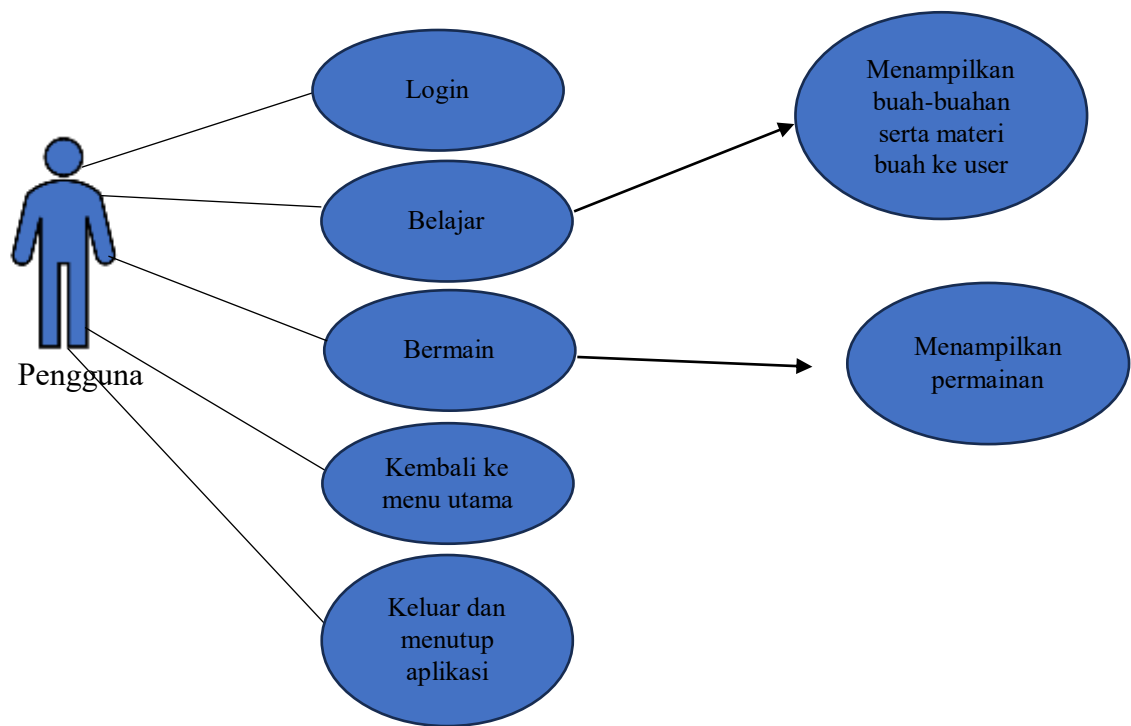 Login
Menampilkan
buah-buahan
serta materi
buah ke user
Belajar
Bermain
Menampilkan
permainan
Pengguna
Kembali ke
menu utama
Keluar dan
menutup
aplikasi